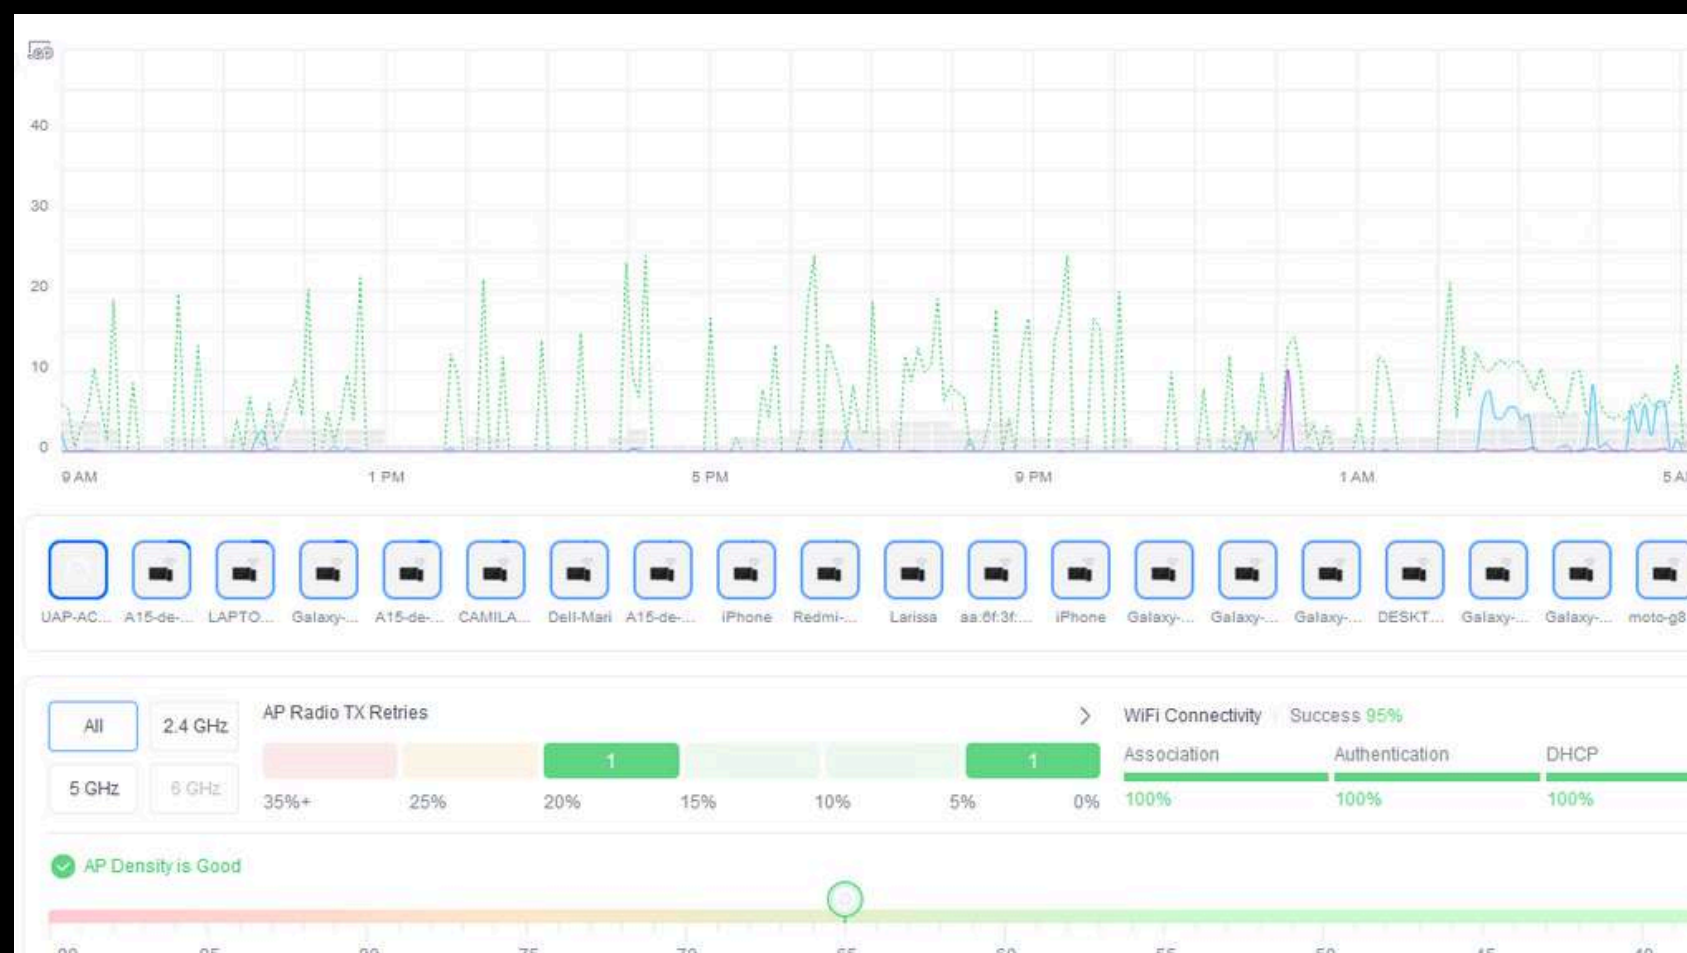 40
30
20
10
0
9 AM 1 PM 5 PM 9 PM 1 AM 5 A
UAP-AC... A15-de-... LAPTO... Galaxy-... A15-de-... CAMILA... Dell-Mari A15-de-... iPhone Redmi-... Larissa aa:6f:3f:... iPhone Galaxy-... Galaxy-... Galaxy-... DESKT... Galaxy-... Galaxy-... moto-g8
All 2.4 GHz
5 GHz 6 GHz
AP Radio TX Retries
1 1
35%+ 25% 20% 15% 10% 5% 0%
WiFi Connectivity Success 95%
Association Authentication DHCP
100% 100% 100%
AP Density is Good